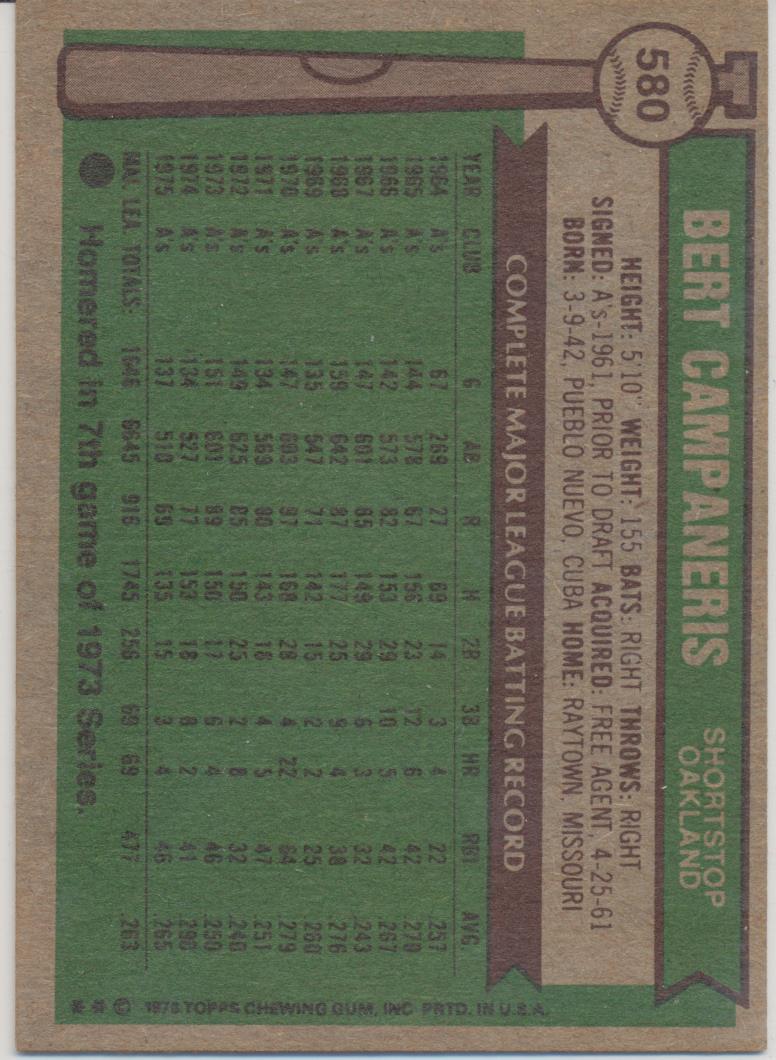 580
BERT CAMPANERIS
SHORTSTOP
OAKLAND
HEIGHT: 5'10" WEIGHT: 155 BATS: RIGHT THROWS: RIGHT
SIGNED: A's-1961, PRIOR TO DRAFT ACQUIRED: FREE AGENT, 4-25-61
BORN: 3-9-42, PUEBLO NUEVO, CUBA HOME: RAYTOWN, MISSOURI
COMPLETE MAJOR LEAGUE BATTING RECORD
YEAR CLUB G AB R H 2B 3B HR RBI AVG.
1964 A's 67 269 27 69 14 3 4 22 .257
1965 A's 144 578 67 156 23 12 6 42 .270
1966 A's 142 573 82 153 29 10 5 42 .267
1967 A's 147 601 85 149 29 6 3 32 .243
1968 A's 159 642 87 177 25 9 4 38 .276
1969 A's 135 547 71 142 15 2 2 25 .260
1970 A's 147 603 97 168 28 4 22 64 .279
1971 A's 134 569 80 143 18 4 5 47 .251
1972 A's 149 625 85 150 25 2 8 32 .240
1973 A's 151 601 89 150 17 6 4 46 .250
1974 A's 134 527 77 153 18 8 2 41 .290
1975 A's 137 510 69 135 15 3 4 46 .265
MAJ. LEA. TOTALS: 1646 6645 916 1745 256 69 69 477 .263
Homered in 7th game of 1973 Series.
* * © 1976 TOPPS CHEWING GUM, INC. PRTD. IN U.S.A.